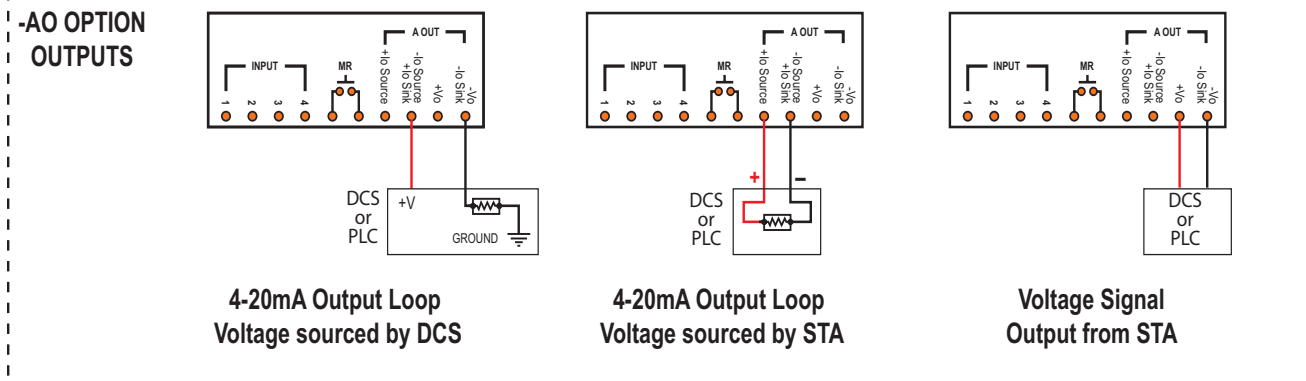 -AO OPTION
OUTPUTS
A OUT
INPUT
MR
+Io Source
-Io Source
+Io Sink
+Vo
-Vo
-Io Sink
1
2
3
4
DCS
or
PLC
+V
GROUND
4-20mA Output Loop
Voltage sourced by DCS
A OUT
INPUT
MR
+Io Source
-Io Source
+Io Sink
+Vo
-Vo
-Io Sink
1
2
3
4
+
–
DCS
or
PLC
4-20mA Output Loop
Voltage sourced by STA
A OUT
INPUT
MR
+Io Source
-Io Source
+Io Sink
+Vo
-Vo
-Io Sink
1
2
3
4
DCS
or
PLC
Voltage Signal
Output from STA